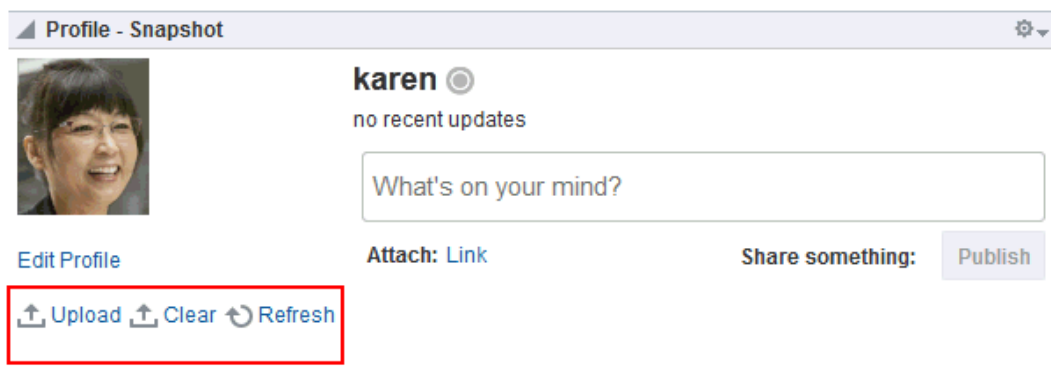 Profile - Snapshot
karen
no recent updates
What's on your mind?
Edit Profile
Attach: Link
Share something: Publish
Upload Clear Refresh